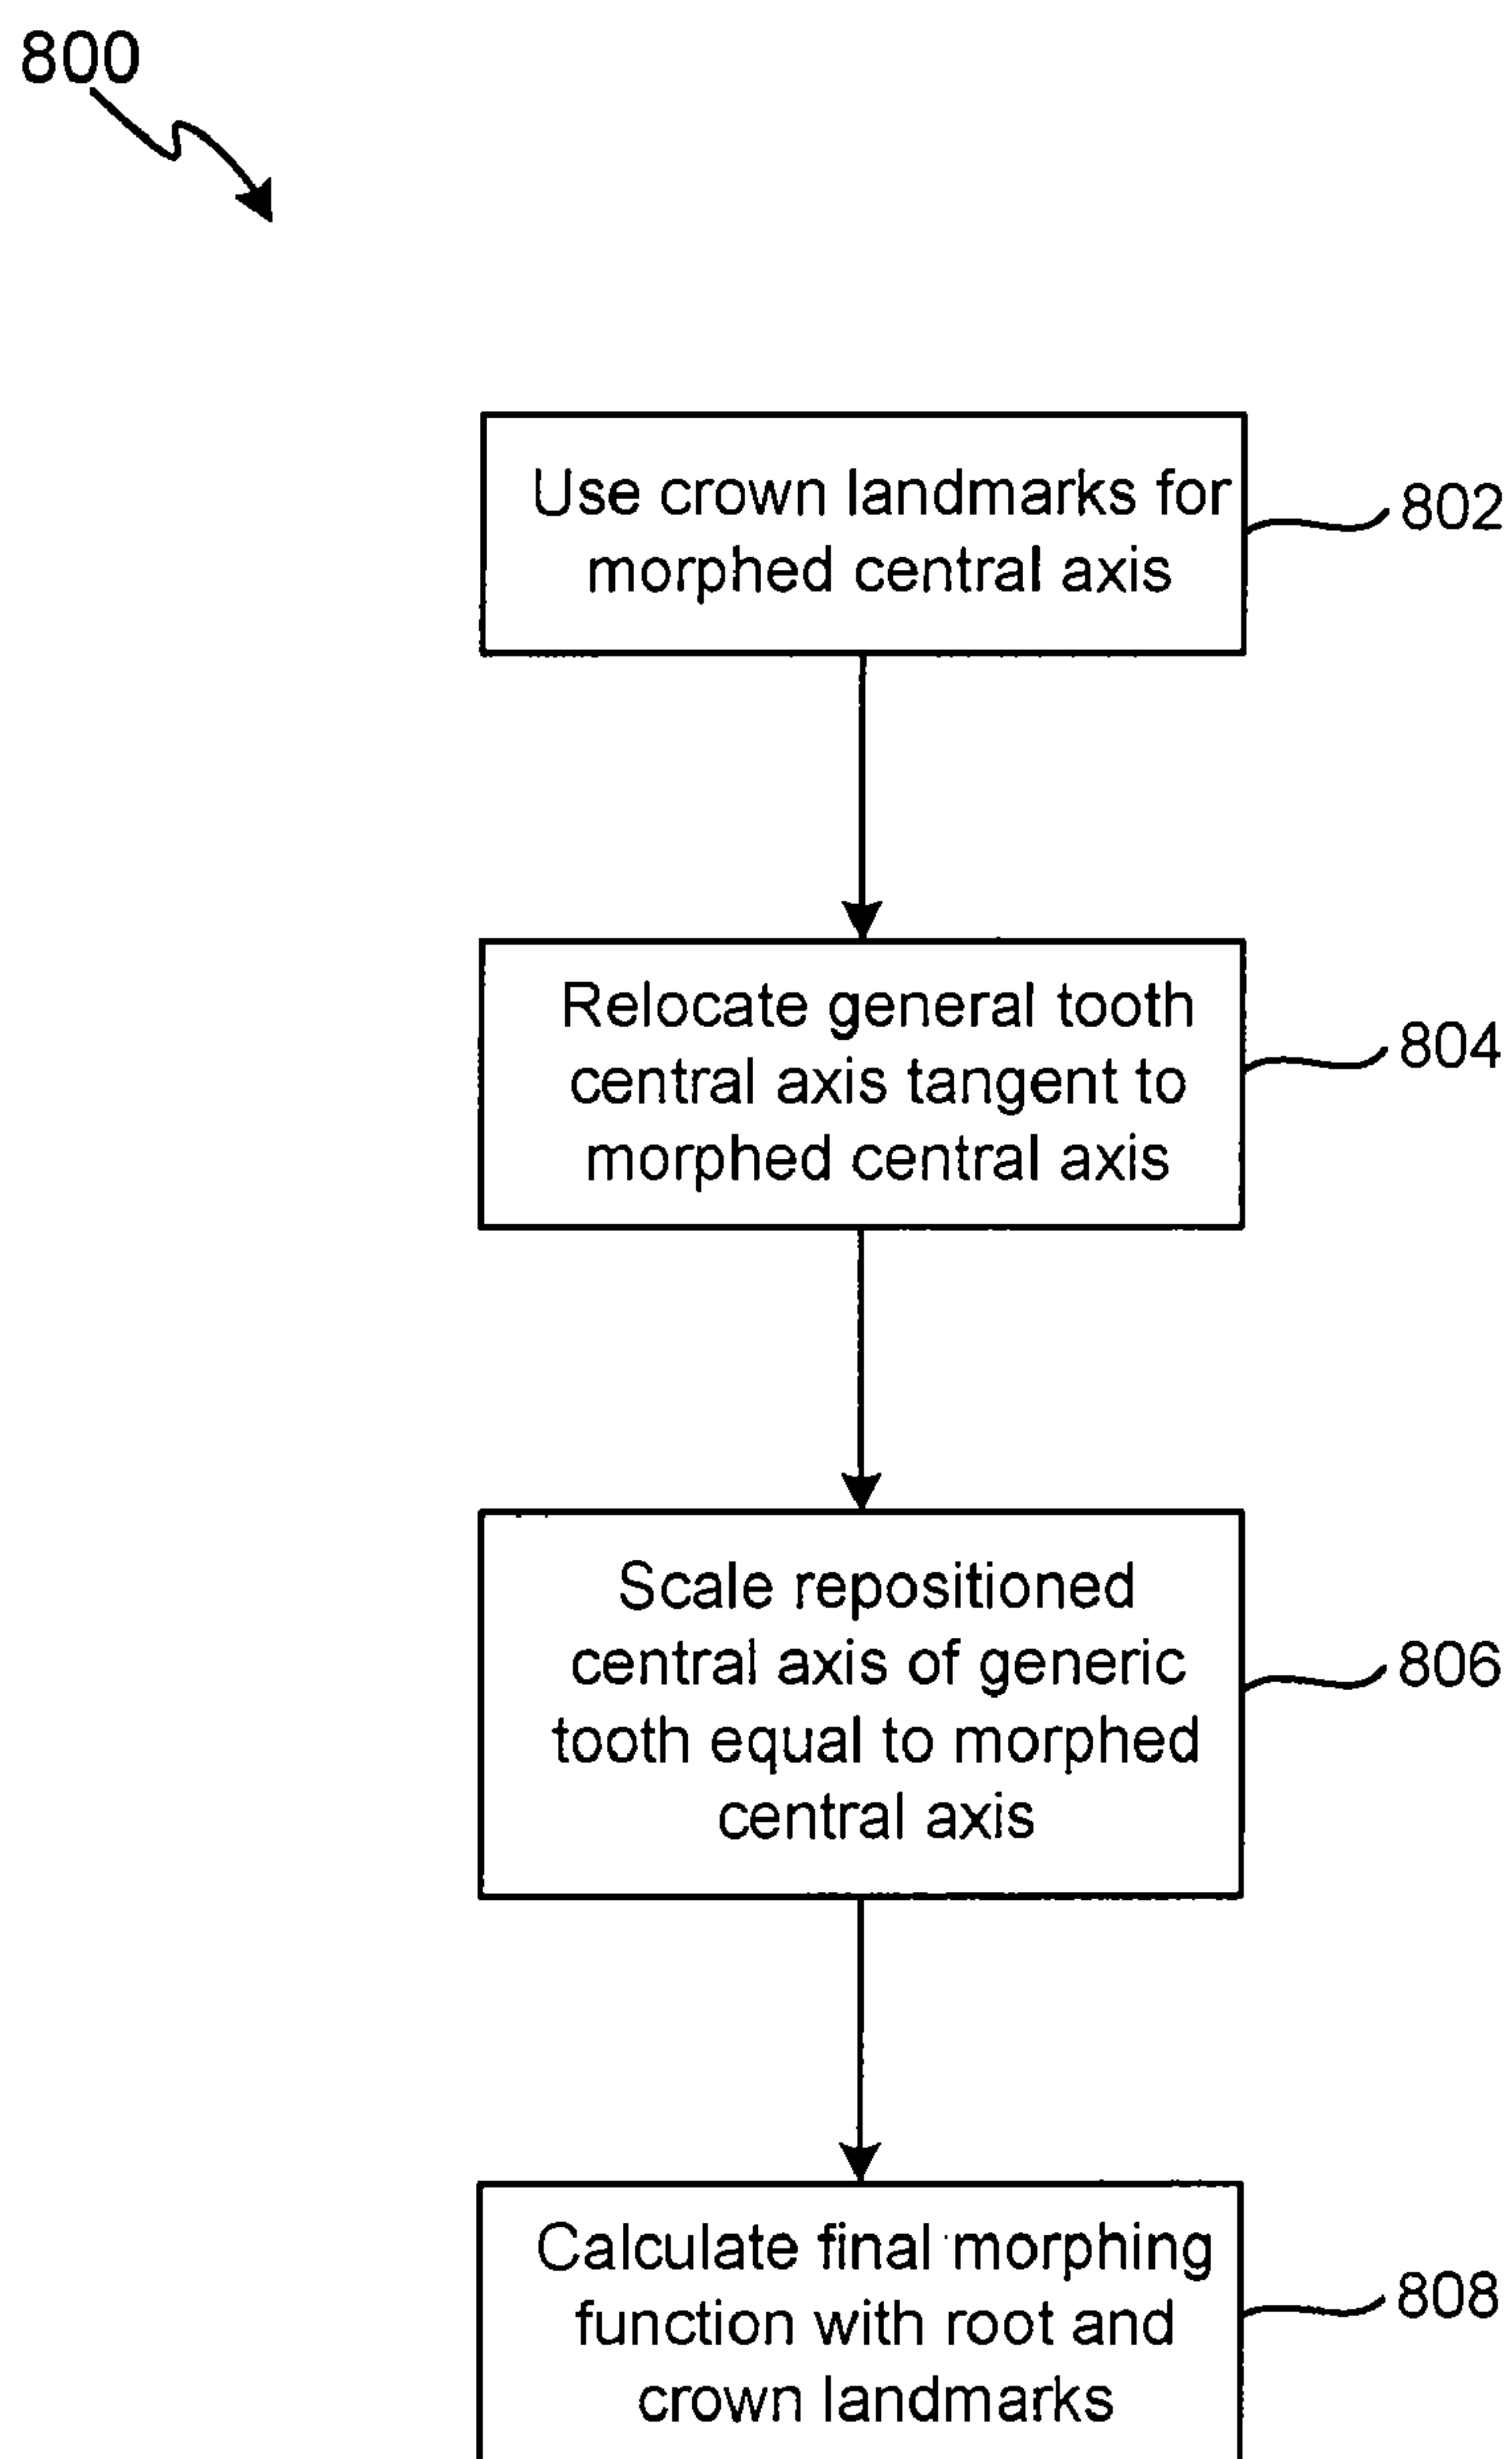 800
Use crown landmarks for
morphed central axis
802
Relocate general tooth
central axis tangent to
morphed central axis
804
Scale repositioned
central axis of generic
tooth equal to morphed
central axis
806
Calculate final morphing
function with root and
crown landmarks
808